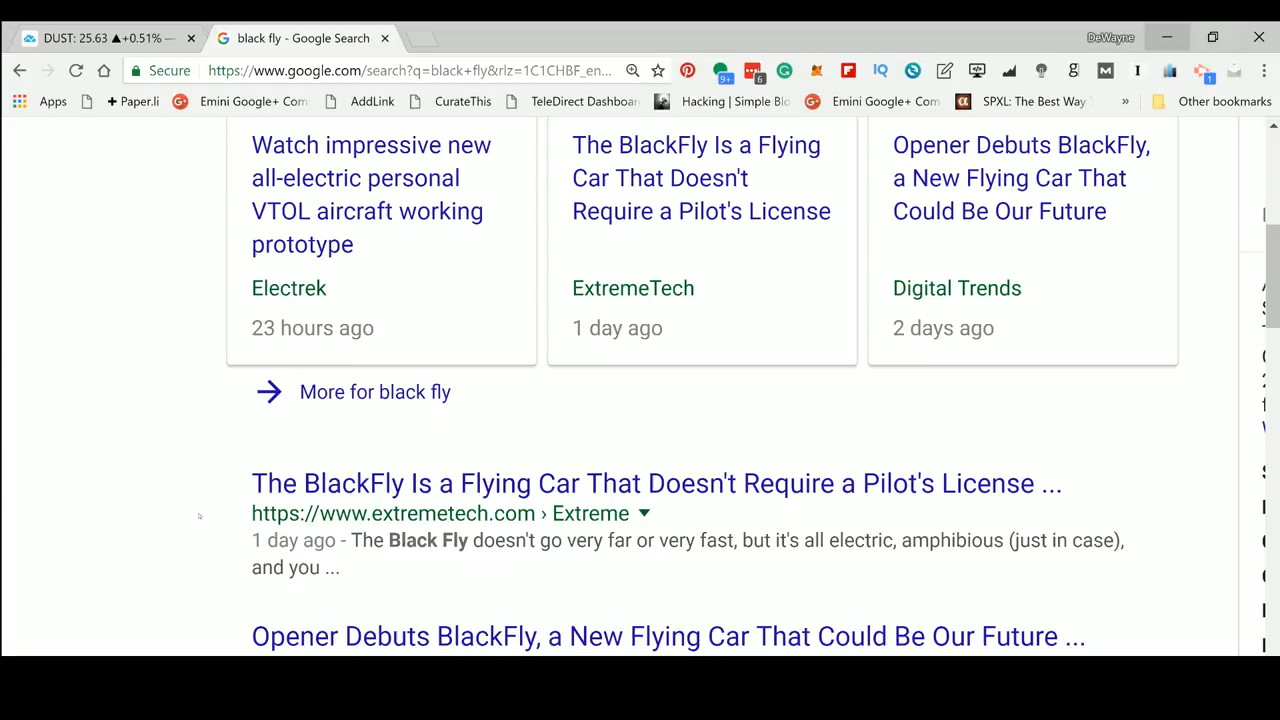 DUST: 25.63 ▲+0.51% —
black fly - Google Search
DeWayne
Secure https://www.google.com/search?q=black+fly&rlz=1C1CHBF_en...
9+
6
IQ
g
M
I
1
Apps
+ Paper.li
Emini Google+ Com
AddLink
CurateThis
TeleDirect Dashboar
Hacking | Simple Blo
Emini Google+ Com
α
SPXL: The Best Way
»
Other bookmarks
Watch impressive new
all-electric personal
VTOL aircraft working
prototype
Electrek
23 hours ago
The BlackFly Is a Flying
Car That Doesn't
Require a Pilot's License
ExtremeTech
1 day ago
Opener Debuts BlackFly,
a New Flying Car That
Could Be Our Future
Digital Trends
2 days ago
More for black fly
The BlackFly Is a Flying Car That Doesn't Require a Pilot's License ...
https://www.extremetech.com › Extreme
1 day ago - The Black Fly doesn't go very far or very fast, but it's all electric, amphibious (just in case),
and you ...
Opener Debuts BlackFly, a New Flying Car That Could Be Our Future ...